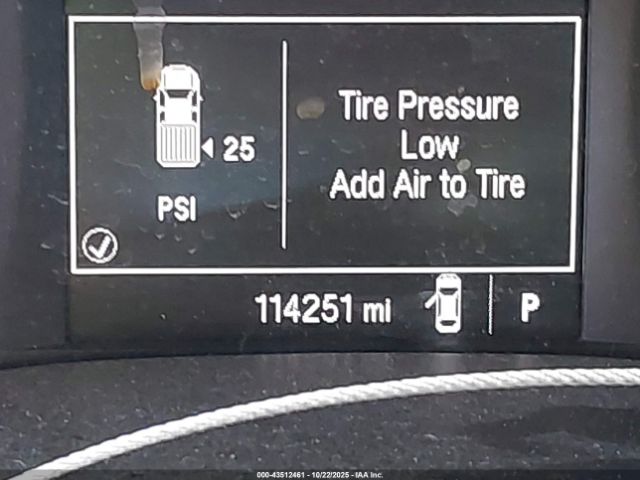 Tire Pressure
Low
Add Air to Tire
25
PSI
114251 mi
P
000-43512461 - 10/22/2025 - IAA Inc.